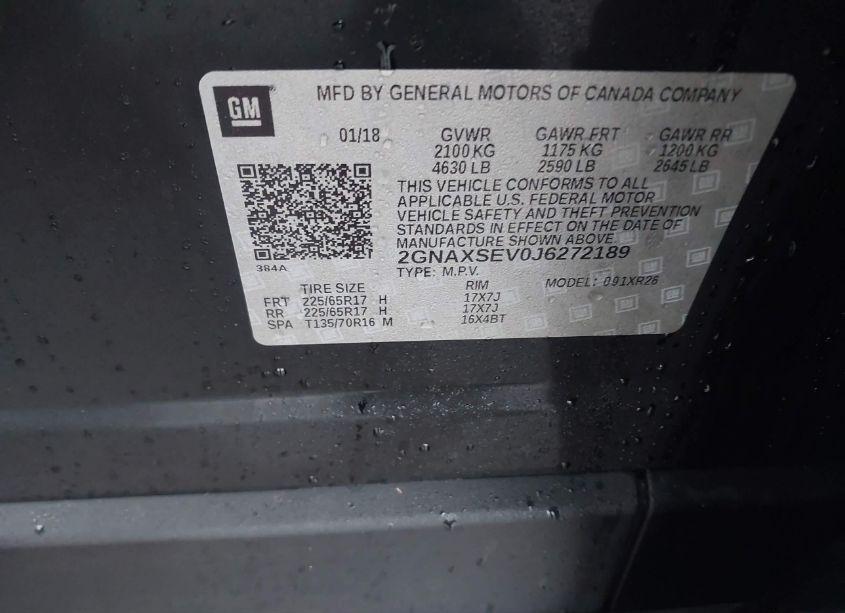 GM
MFD BY GENERAL MOTORS OF CANADA COMPANY
01/18 GVWR GAWR FRT GAWR RR
2100 KG 1175 KG 1200 KG
4630 LB 2590 LB 2645 LB
THIS VEHICLE CONFORMS TO ALL
APPLICABLE U.S. FEDERAL MOTOR
VEHICLE SAFETY AND THEFT PREVENTION
STANDARDS IN EFFECT ON THE DATE OF
MANUFACTURE SHOWN ABOVE
384A
2GNAXSEV0J6272189
TYPE: M.P.V. MODEL: 091XR26
TIRE SIZE RIM
FRT 225/65R17 H 17X7J
RR 225/65R17 H 17X7J
SPA T135/70R16 M 16X4BT